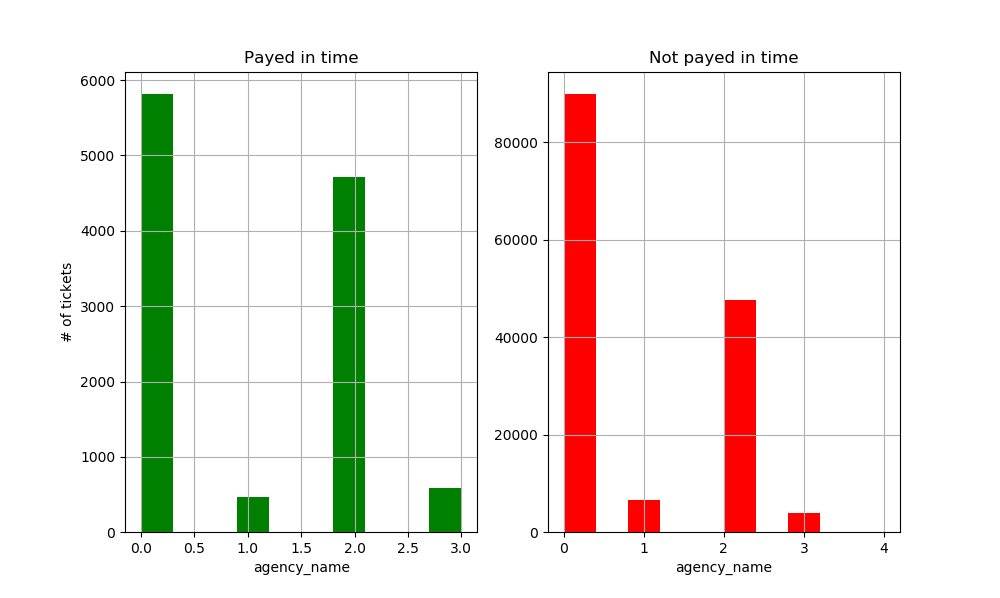 Payed in time
6000
5000
4000
3000
2000
1000
0
# of tickets
0.0 0.5 1.0 1.5 2.0 2.5 3.0
agency_name
Not payed in time
80000
60000
40000
20000
0
0 1 2 3 4
agency_name